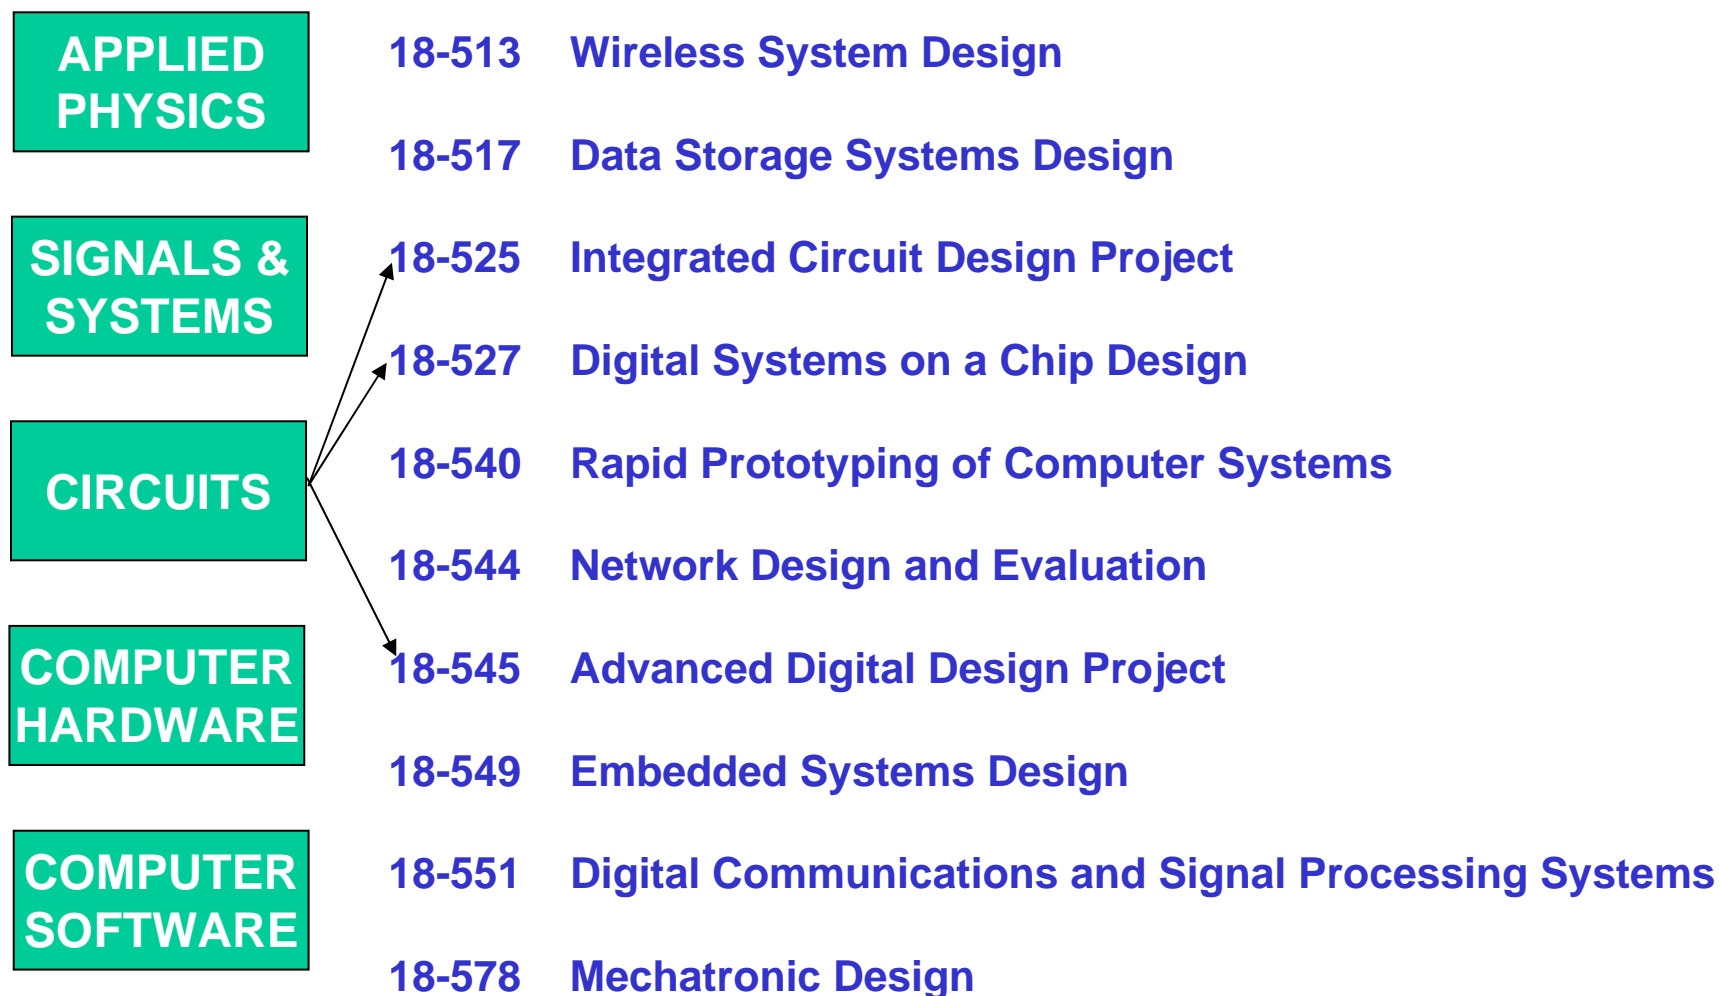 APPLIED
PHYSICS
SIGNALS &
SYSTEMS
CIRCUITS
COMPUTER
HARDWARE
COMPUTER
SOFTWARE
18-513 Wireless System Design
18-517 Data Storage Systems Design
18-525 Integrated Circuit Design Project
18-527 Digital Systems on a Chip Design
18-540 Rapid Prototyping of Computer Systems
18-544 Network Design and Evaluation
18-545 Advanced Digital Design Project
18-549 Embedded Systems Design
18-551 Digital Communications and Signal Processing Systems
18-578 Mechatronic Design